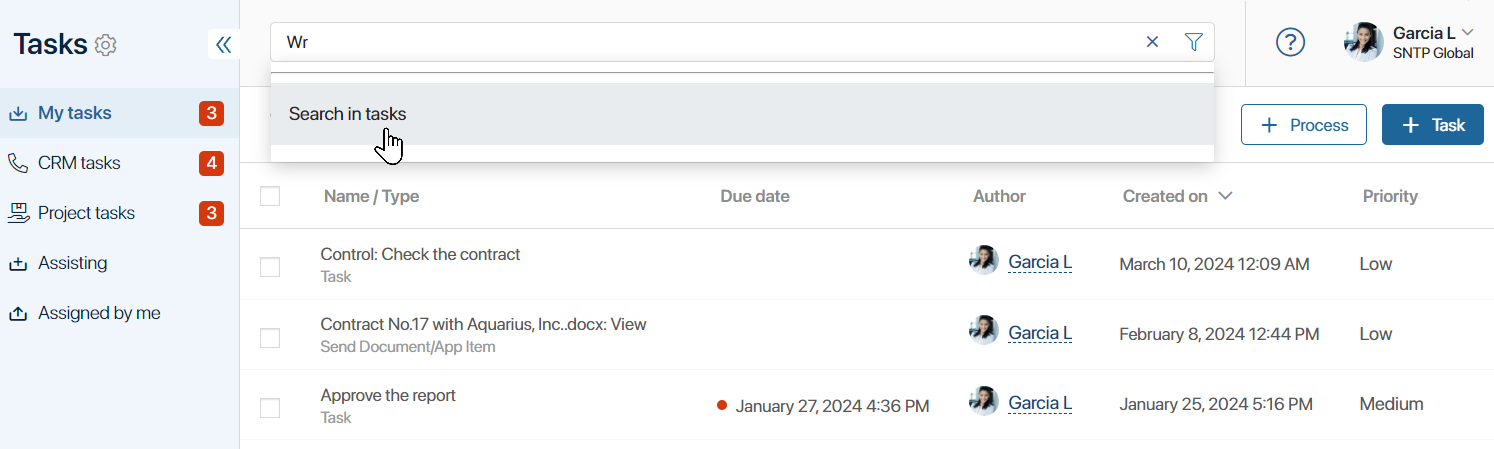 Tasks
Wr
Garcia L
SNTP Global
My tasks 3
Search in tasks
+ Process
+ Task
CRM tasks 4
Name / Type Due date Author Created on Priority
Project tasks 3
Control: Check the contract
Task
Garcia L March 10, 2024 12:09 AM Low
Assisting
Assigned by me
Contract No.17 with Aquarius, Inc..docx: View
Send Document/App Item
Garcia L February 8, 2024 12:44 PM Low
Approve the report
Task
January 27, 2024 4:36 PM Garcia L January 25, 2024 5:16 PM Medium